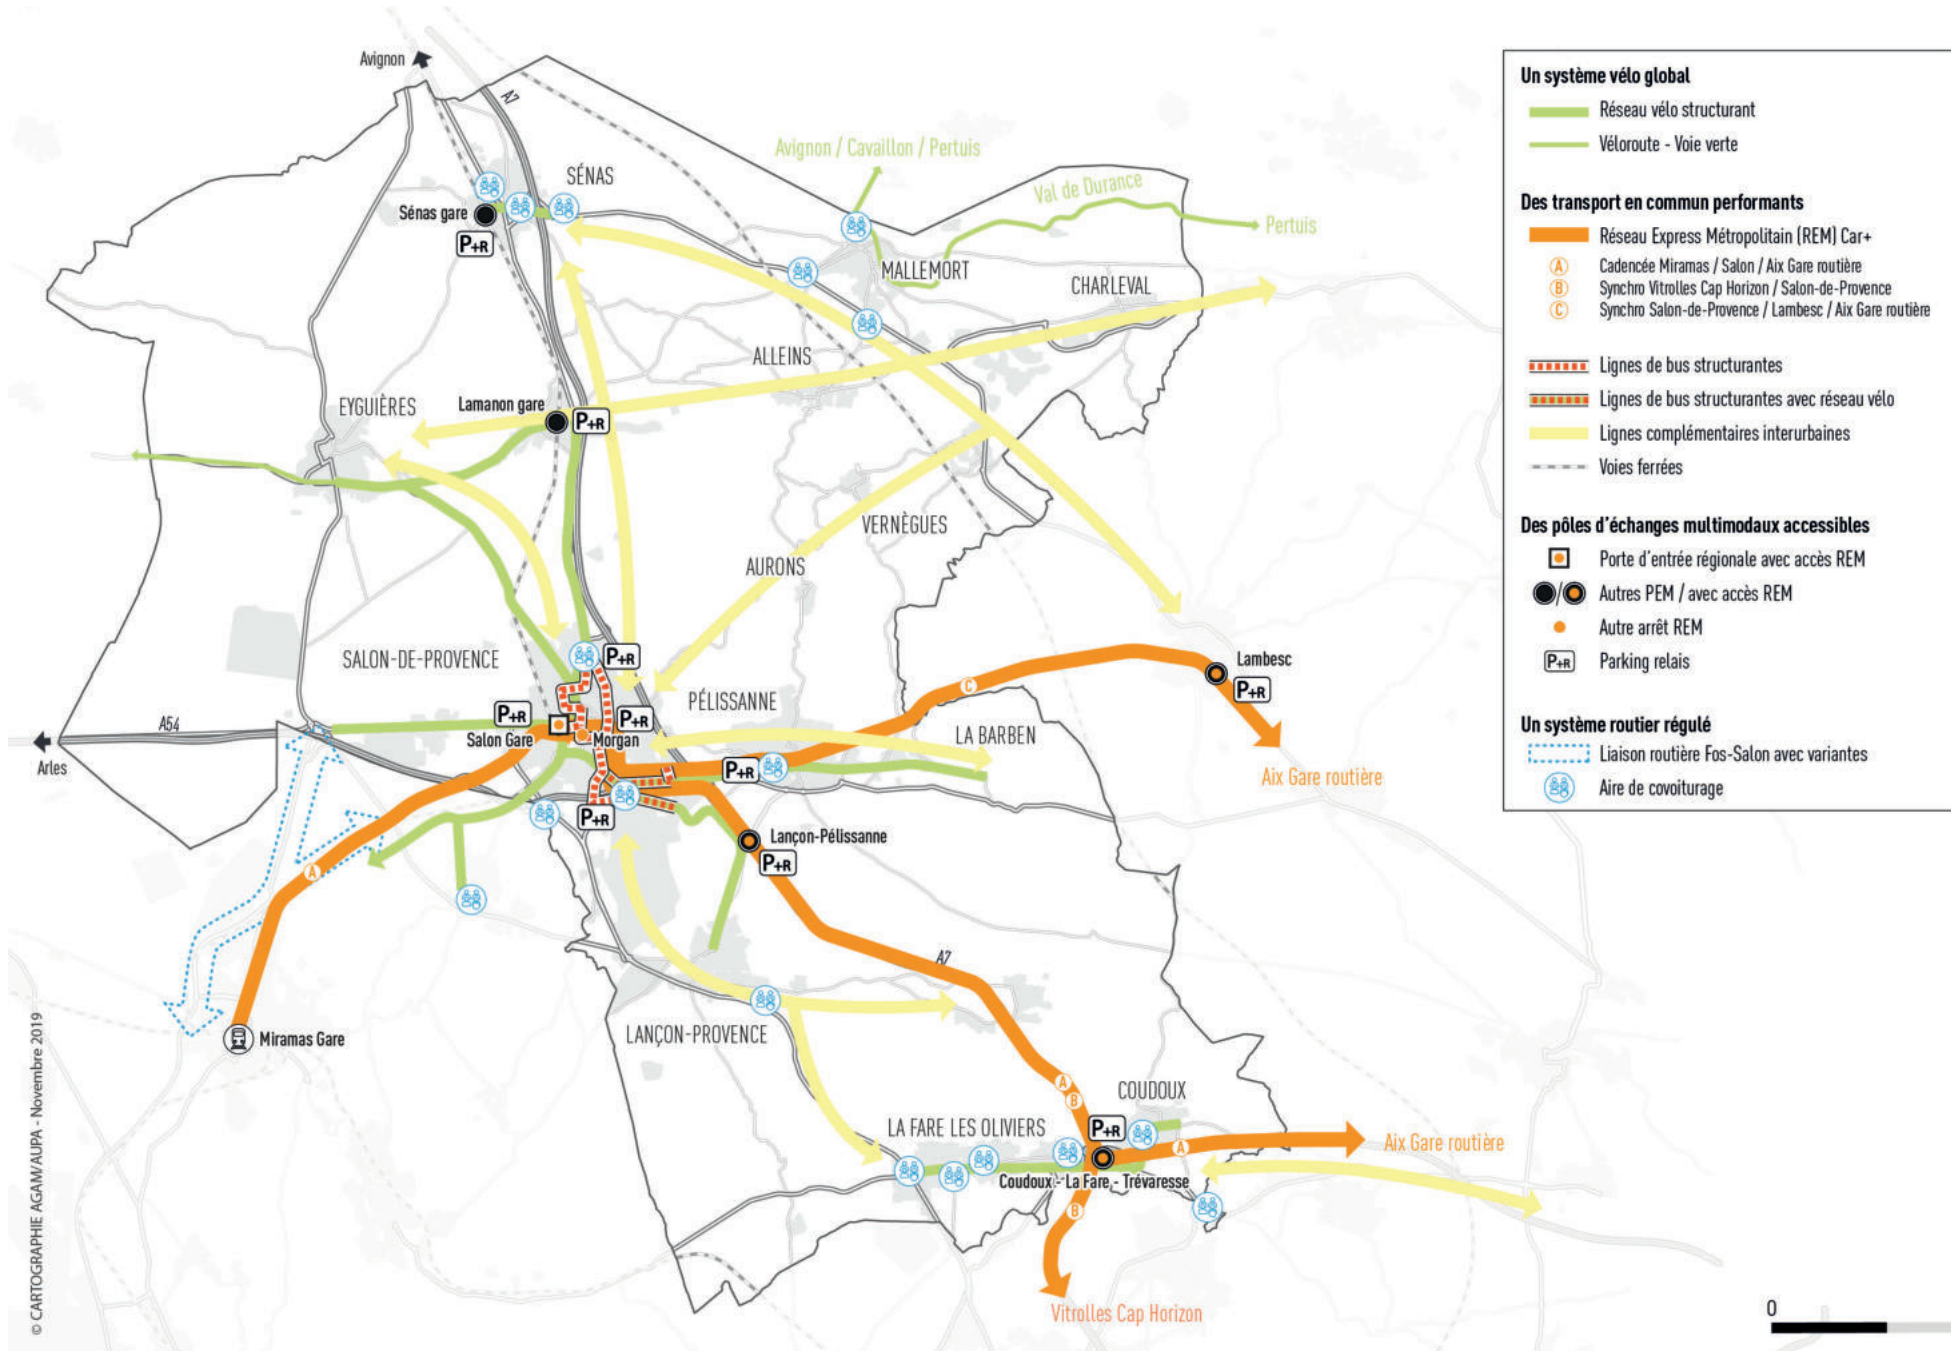 Avignon
A7
SÉNAS
Avignon / Cavaillon / Pertuis
Val de Durance
Pertuis
Sénas gare
P+R
MALLEMORT
CHARLEVAL
ALLEINS
EYGUIÈRES
Lamanon gare
P+R
VERNÈGUES
AURONS
SALON-DE-PROVENCE
P+R
PÉLISSANNE
Lambesc
P+R
C
A54
P+R
P+R
Salon Gare
Morgan
LA BARBEN
Arles
P+R
Aix Gare routière
P+R
Lançon-Pélissanne
P+R
A
A7
Miramas Gare
LANÇON-PROVENCE
A
B
COUDOUX
LA FARE LES OLIVIERS
P+R
A
Aix Gare routière
Coudoux - La Fare - Trévaresse
B
Vitrolles Cap Horizon
© CARTOGRAPHIE AGAM/AUPA - Novembre 2019
Un système vélo global
Réseau vélo structurant
Véloroute - Voie verte
Des transport en commun performants
Réseau Express Métropolitain (REM) Car+
A Cadencée Miramas / Salon / Aix Gare routière
B Synchro Vitrolles Cap Horizon / Salon-de-Provence
C Synchro Salon-de-Provence / Lambesc / Aix Gare routière
Lignes de bus structurantes
Lignes de bus structurantes avec réseau vélo
Lignes complémentaires interurbaines
Voies ferrées
Des pôles d'échanges multimodaux accessibles
Porte d'entrée régionale avec accès REM
/ Autres PEM / avec accès REM
Autre arrêt REM
P+R Parking relais
Un système routier régulé
Liaison routière Fos-Salon avec variantes
Aire de covoiturage
0